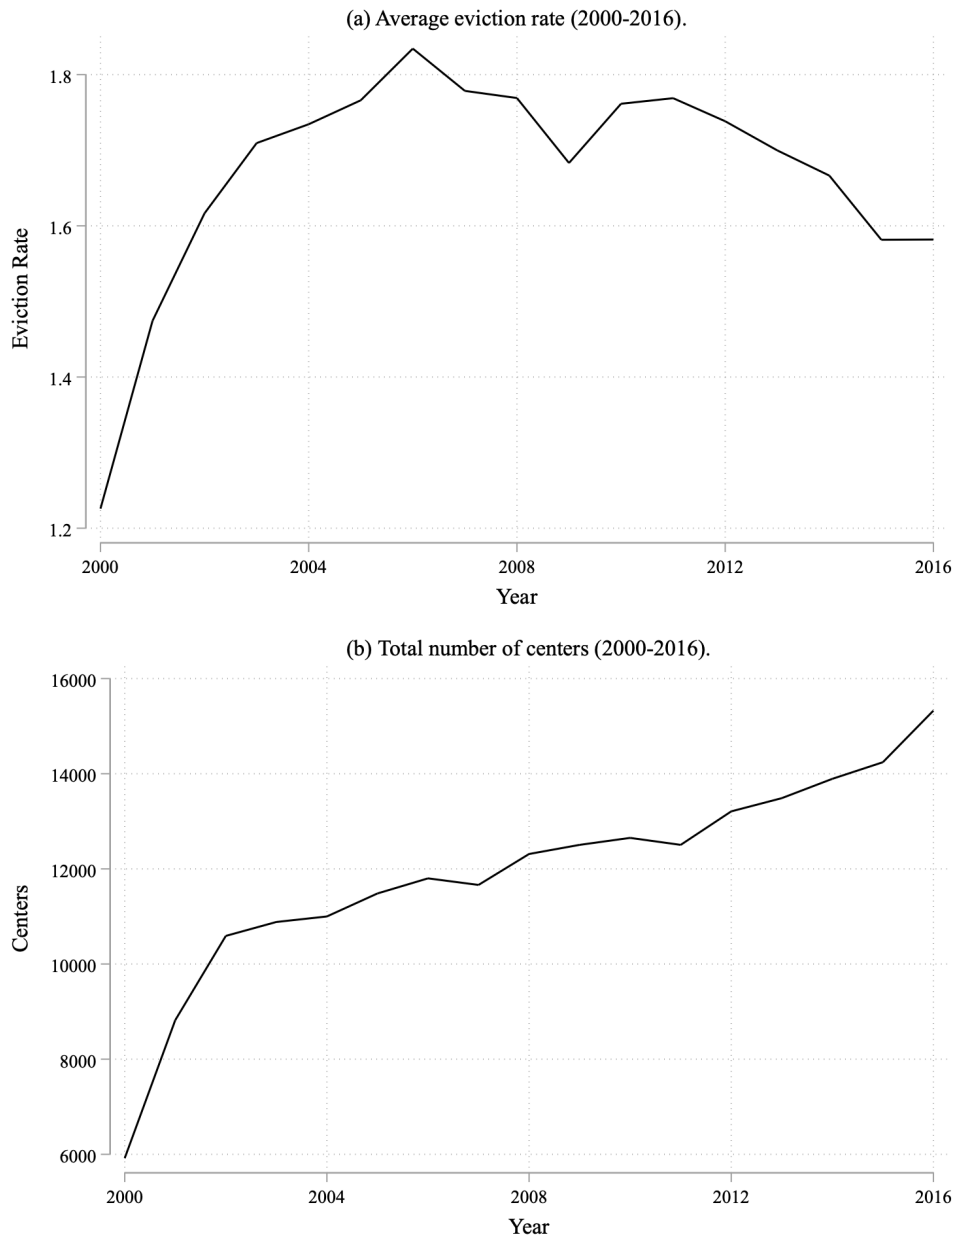 (a) Average eviction rate (2000-2016).
1.8
1.6
1.4
1.2
Eviction Rate
2000 2004 2008 2012 2016
Year
(b) Total number of centers (2000-2016).
16000
14000
12000
10000
8000
6000
Centers
2000 2004 2008 2012 2016
Year